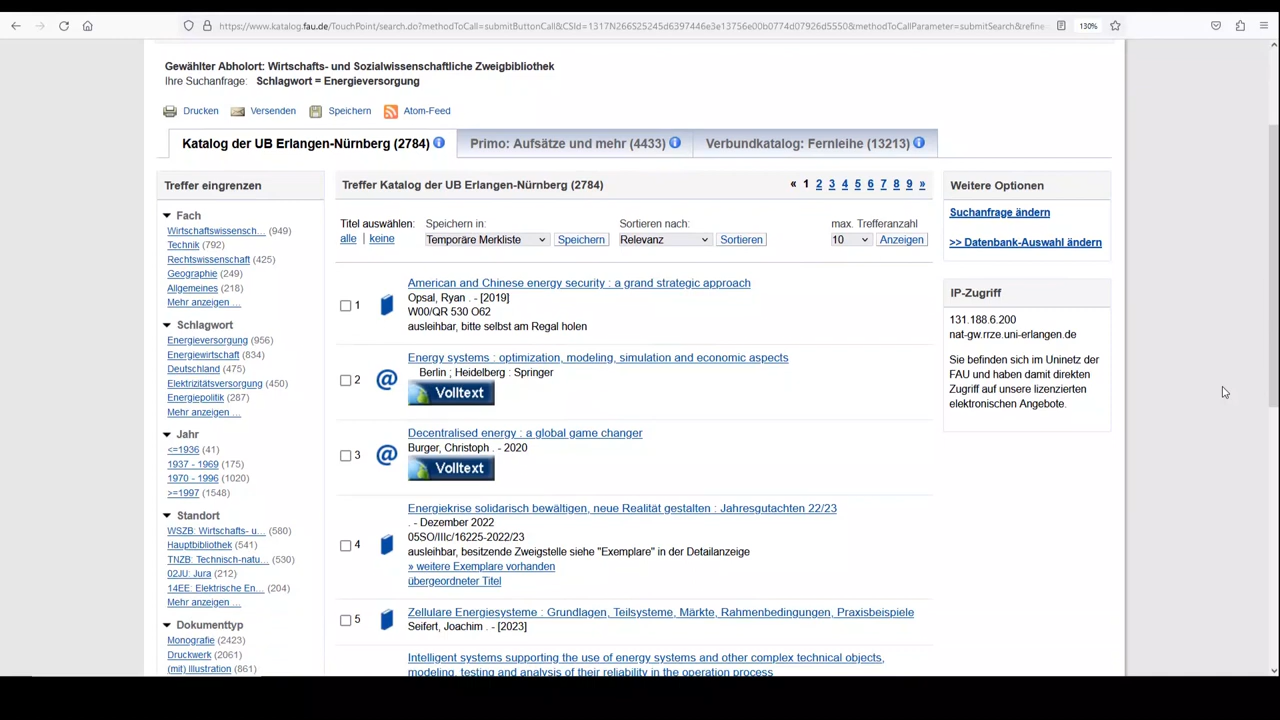 https://www.katalog.fau.de/TouchPoint/search.do?methodToCall=submitButtonCall&CSId=1317N266S25245d6397446e3e13756e00b0774d07926d5550&methodToCallParameter=submitSearch&refine
130%
Gewählter Abholort: Wirtschafts- und Sozialwissenschaftliche Zweigbibliothek
Ihre Suchanfrage: Schlagwort = Energieversorgung
Drucken Versenden Speichern Atom-Feed
Katalog der UB Erlangen-Nürnberg (2784) Primo: Aufsätze und mehr (4433) Verbundkatalog: Fernleihe (13213)
Treffer eingrenzen
Fach
Wirtschaftswissensch... (949)
Technik (792)
Rechtswissenschaft (425)
Geographie (249)
Allgemeines (218)
Mehr anzeigen ...
Schlagwort
Energieversorgung (956)
Energiewirtschaft (834)
Deutschland (475)
Elektrizitätsversorgung (450)
Energiepolitik (287)
Mehr anzeigen ...
Jahr
<=1936 (41)
1937 - 1969 (175)
1970 - 1996 (1020)
>=1997 (1548)
Standort
WSZB: Wirtschafts- u... (580)
Hauptbibliothek (541)
TNZB: Technisch-natu... (530)
02JU: Jura (212)
14EE: Elektrische En... (204)
Mehr anzeigen ...
Dokumenttyp
Monografie (2423)
Druckwerk (2061)
(mit) Illustration (861)
Treffer Katalog der UB Erlangen-Nürnberg (2784)
« 1 2 3 4 5 6 7 8 9 »
Titel auswählen: Speichern in: Sortieren nach: max. Trefferanzahl
alle | keine Temporäre Merkliste Speichern Relevanz Sortieren 10 Anzeigen
1 American and Chinese energy security : a grand strategic approach
Opsal, Ryan . - [2019]
W00/QR 530 O62
ausleihbar, bitte selbst am Regal holen
2 Energy systems : optimization, modeling, simulation and economic aspects
Berlin ; Heidelberg : Springer
Volltext
3 Decentralised energy : a global game changer
Burger, Christoph . - 2020
Volltext
4 Energiekrise solidarisch bewältigen, neue Realität gestalten : Jahresgutachten 22/23
. - Dezember 2022
05SO/IIIc/16225-2022/23
ausleihbar, besitzende Zweigstelle siehe "Exemplare" in der Detailanzeige
» weitere Exemplare vorhanden
übergeordneter Titel
5 Zellulare Energiesysteme : Grundlagen, Teilsysteme, Märkte, Rahmenbedingungen, Praxisbeispiele
Seifert, Joachim . - [2023]
Intelligent systems supporting the use of energy systems and other complex technical objects,
modeling, testing and analysis of their reliability in the operation process
Weitere Optionen
Suchanfrage ändern
>> Datenbank-Auswahl ändern
IP-Zugriff
131.188.6.200
nat-gw.rrze.uni-erlangen.de
Sie befinden sich im Uninetz der
FAU und haben damit direkten
Zugriff auf unsere lizenzierten
elektronischen Angebote.